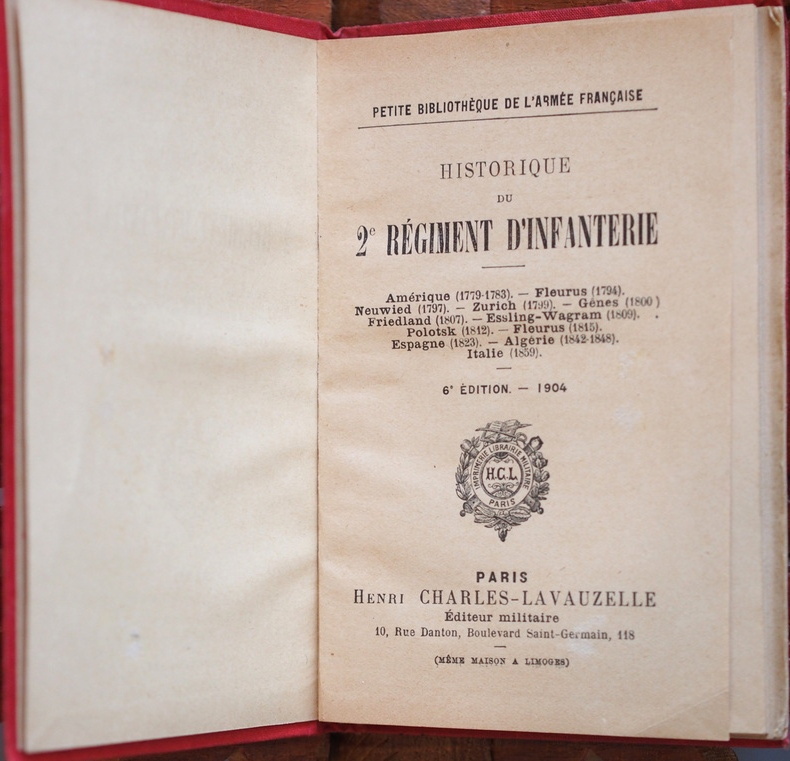 PETITE BIBLIOTHÈQUE DE L'ARMÉE FRANÇAISE
HISTORIQUE
DU
2e RÉGIMENT D'INFANTERIE
Amérique (1779-1783). — Fleurus (1794).
Neuwied (1797). — Zurich (1799). — Gênes (1800)
Friedland (1807). — Essling-Wagram (1809).
Polotsk (1812). — Fleurus (1815).
Espagne (1823). — Algérie (1842-1848).
Italie (1859).
6e ÉDITION. — 1904
IMPRIMERIE LIBRAIRIE MILITAIRE
H.C.L.
PARIS
PARIS
HENRI CHARLES-LAVAUZELLE
Éditeur militaire
10, Rue Danton, Boulevard Saint-Germain, 118
(MÊME MAISON A LIMOGES)